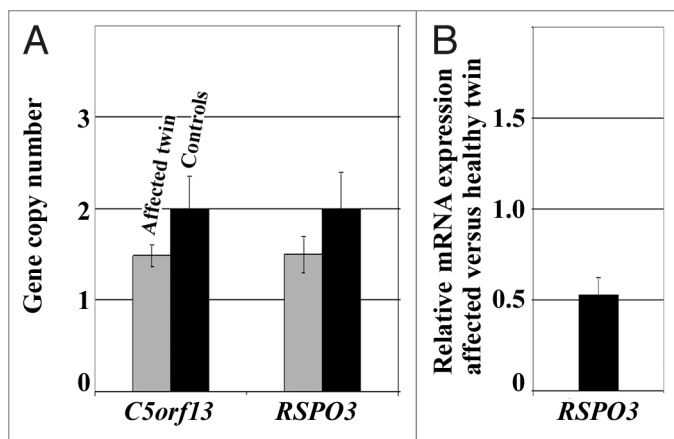 A
Gene copy number
3
2
1
0
Affected twin
Controls
C5orf13
RSPO3
B
Relative mRNA expression
affected versus healthy twin
1.5
1.0
0.5
0
RSPO3